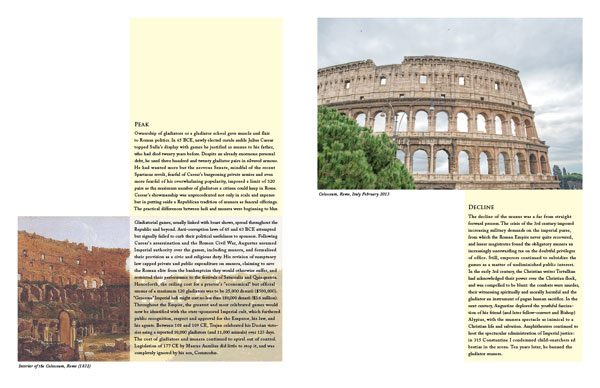 PEAK
Ownership of gladiators or a gladiator school gave muscle and flair
to Roman politics. In 65 BCE, newly elected curule aedile Julius Caesar
topped Sulla's display with games he justified as munus to his father,
who had died twenty years before. Despite an already enormous personal
debt, he used three hundred and twenty gladiator pairs in silvered armour.
He had wanted more but the nervous Senate, mindful of the recent
Spartacus revolt, fearful of Caesar's burgeoning private armies and even
more fearful of his overwhelming popularity, imposed a limit of 320
pairs as the maximum number of gladiators a citizen could keep in Rome.
Caesar's showmanship was unprecedented not only in scale and expense
but in putting aside a Republican tradition of munera as funeral offerings.
The practical differences between ludi and munera were beginning to blur
Gladiatorial games, usually linked with beast shows, spread throughout the
Republic and beyond. Anti-corruption laws of 65 and 63 BCE attempted
but signally failed to curb their political usefulness to sponsors. Following
Caesar's assassination and the Roman Civil War, Augustus assumed
Imperial authority over the games, including munera, and formalised
their provision as a civic and religious duty. His revision of sumptuary
law capped private and public expenditure on munera, claiming to save
the Roman elite from the bankruptcies they would otherwise suffer, and
restricted their performance to the festivals of Saturnalia and Quinquatria.
Henceforth, the ceiling cost for a praetor's "economical" but official
munus of a maximum 120 gladiators was to be 25,000 denarii ($500,000).
"Generous" Imperial ludi might cost no less than 180,000 denarii ($3.6 million).
Throughout the Empire, the greatest and most celebrated games would
now be identified with the state-sponsored Imperial cult, which furthered
public recognition, respect and approval for the Emperor, his law, and
his agents. Between 108 and 109 CE, Trajan celebrated his Dacian victo-
ries using a reported 10,000 gladiators (and 11,000 animals) over 123 days.
The cost of gladiators and munera continued to spiral out of control.
Legislation of 177 CE by Marcus Aurelius did little to stop it, and was
completely ignored by his son, Commodus.
Interior of the Colosseum, Rome (1832)
Colosseum, Rome, Italy February 2013
DECLINE
The decline of the munus was a far from straight
forward process. The crisis of the 3rd century imposed
increasing military demands on the imperial purse,
from which the Roman Empire never quite recovered,
and lesser magistrates found the obligatory munera an
increasingly unrewarding tax on the doubtful privileges
of office. Still, emperors continued to subsidize the
games as a matter of undiminished public interest.
In the early 3rd century, the Christian writer Tertullian
had acknowledged their power over the Christian flock,
and was compelled to be blunt: the combats were murder,
their witnessing spiritually and morally harmful and the
gladiator an instrument of pagan human sacrifice. In the
next century, Augustine deplored the youthful fascina-
tion of his friend (and later fellow-convert and Bishop)
Alypius, with the munera spectacle as inimical to a
Christian life and salvation. Amphitheatres continued to
host the spectacular administration of Imperial justice:
in 315 Constantine I condemned child-snatchers ad
bestias in the arena. Ten years later, he banned the
gladiator munera.